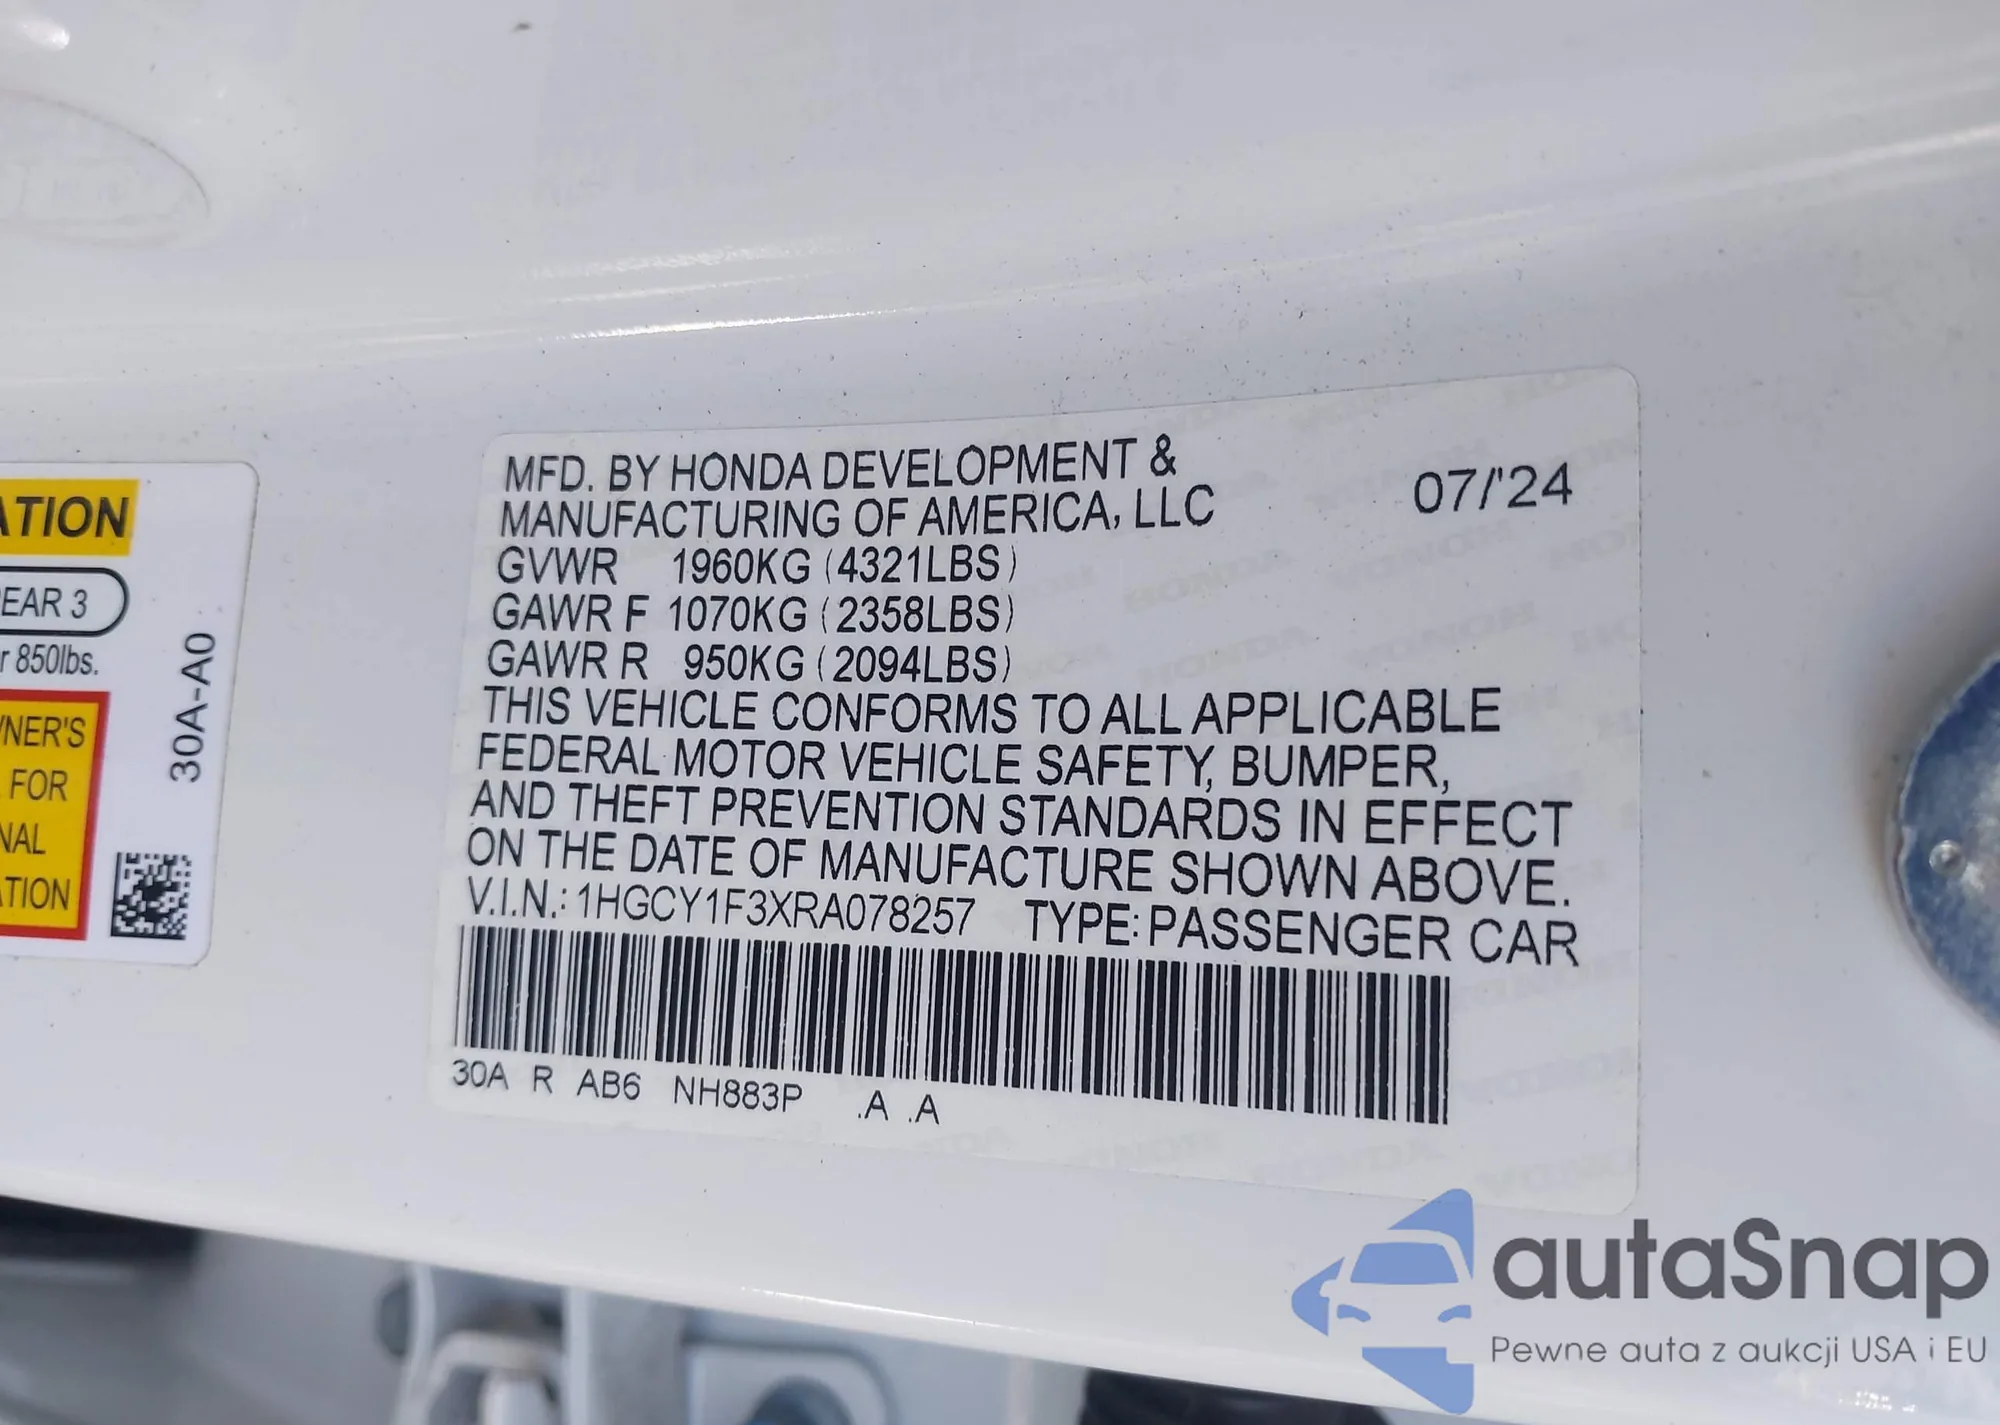 ATION
EAR 3
r 850lbs.
NER'S
FOR
NAL
ATION
30A-A0
MFD. BY HONDA DEVELOPMENT &
MANUFACTURING OF AMERICA, LLC
07/'24
GVWR 1960KG (4321LBS)
GAWR F 1070KG (2358LBS)
GAWR R 950KG (2094LBS)
THIS VEHICLE CONFORMS TO ALL APPLICABLE
FEDERAL MOTOR VEHICLE SAFETY, BUMPER,
AND THEFT PREVENTION STANDARDS IN EFFECT
ON THE DATE OF MANUFACTURE SHOWN ABOVE.
V.I.N.: 1HGCY1F3XRA078257 TYPE: PASSENGER CAR
30A R AB6 NH883P .A .A
autaSnap
Pewne auta z aukcji USA i EU